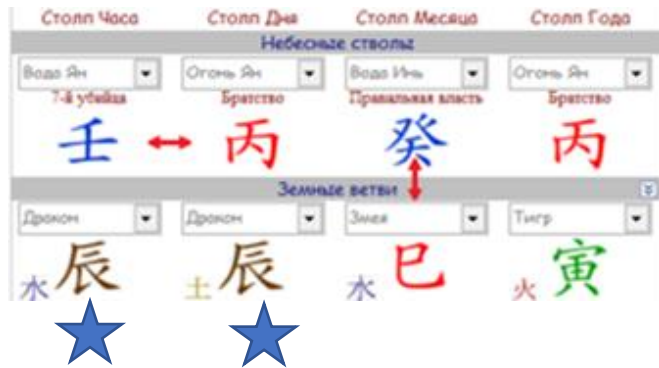 Столп Часа Столп Дня Столп Месяца Столп Года
Небесные стволы
Вода Ян Огонь Ян Вода Инь Огонь Ян
7-й убийца Братство Правильная власть Братство
壬 丙 癸 丙
Земные ветви
Дракон Дракон Змея Тигр
水 辰 土 辰 水 巳 火 寅